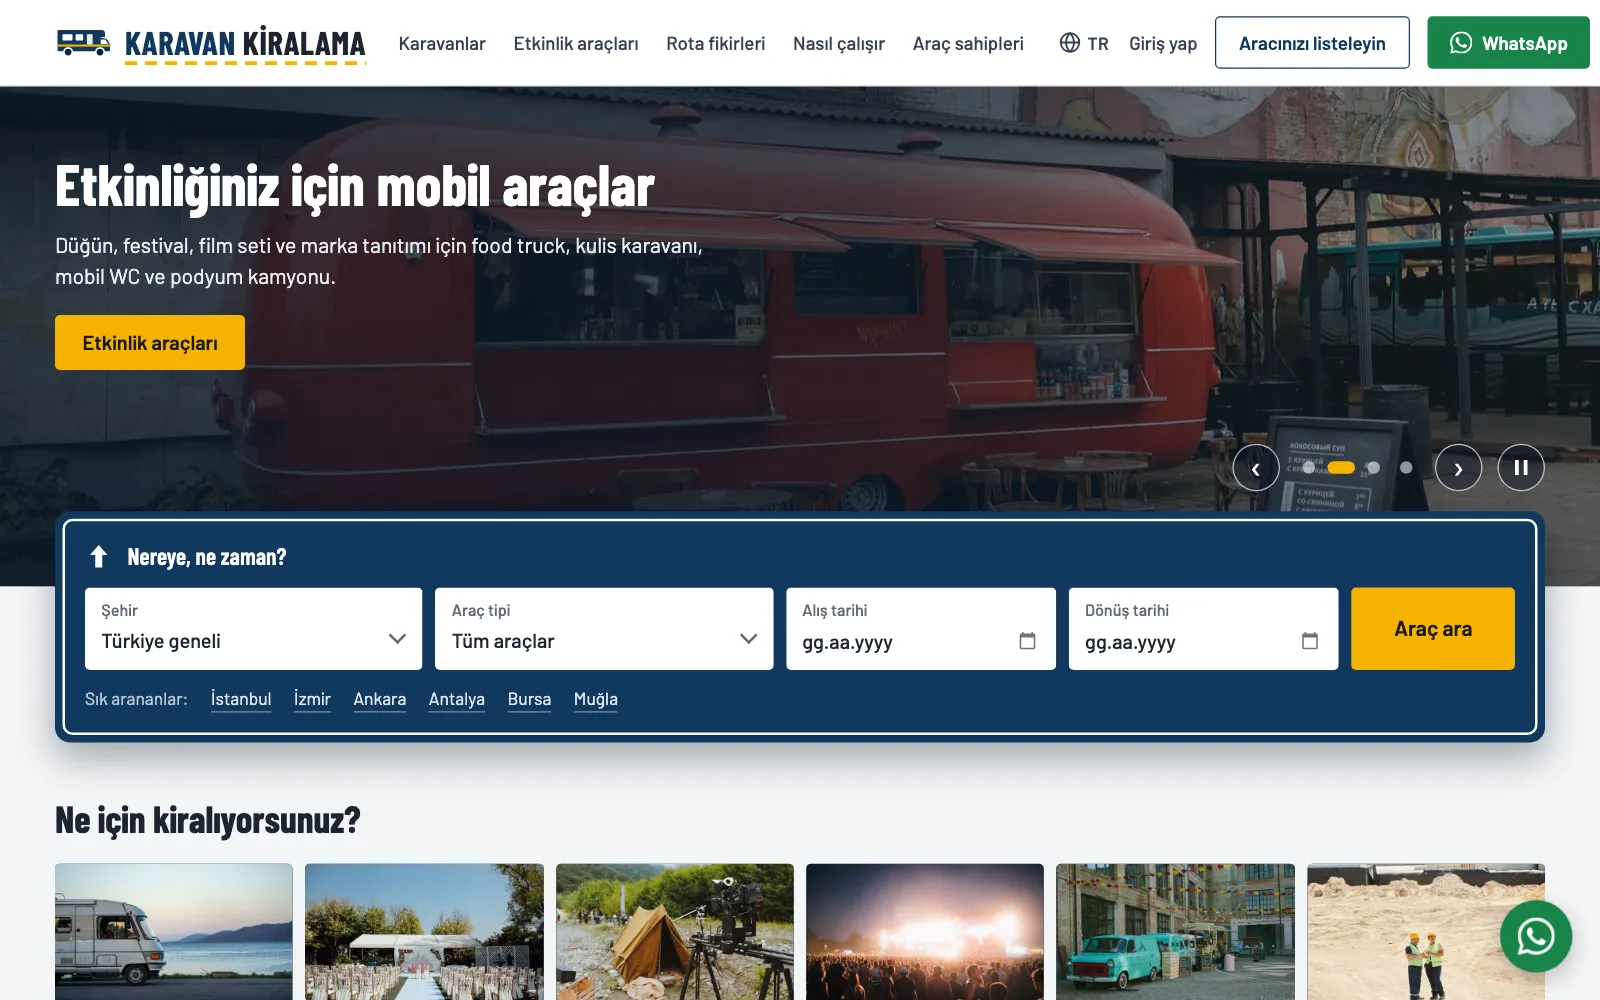 KARAVAN KİRALAMA
Karavanlar
Etkinlik araçları
Rota fikirleri
Nasıl çalışır
Araç sahipleri
TR
Giriş yap
Aracınızı listeleyin
WhatsApp
Etkinliğiniz için mobil araçlar
Düğün, festival, film seti ve marka tanıtımı için food truck, kulis karavanı,
mobil WC ve podyum kamyonu.
Etkinlik araçları
Nereye, ne zaman?
Şehir
Türkiye geneli
Araç tipi
Tüm araçlar
Alış tarihi
gg.aa.yyyy
Dönüş tarihi
gg.aa.yyyy
Araç ara
Sık arananlar:
İstanbul
İzmir
Ankara
Antalya
Bursa
Muğla
Ne için kiralıyorsunuz?